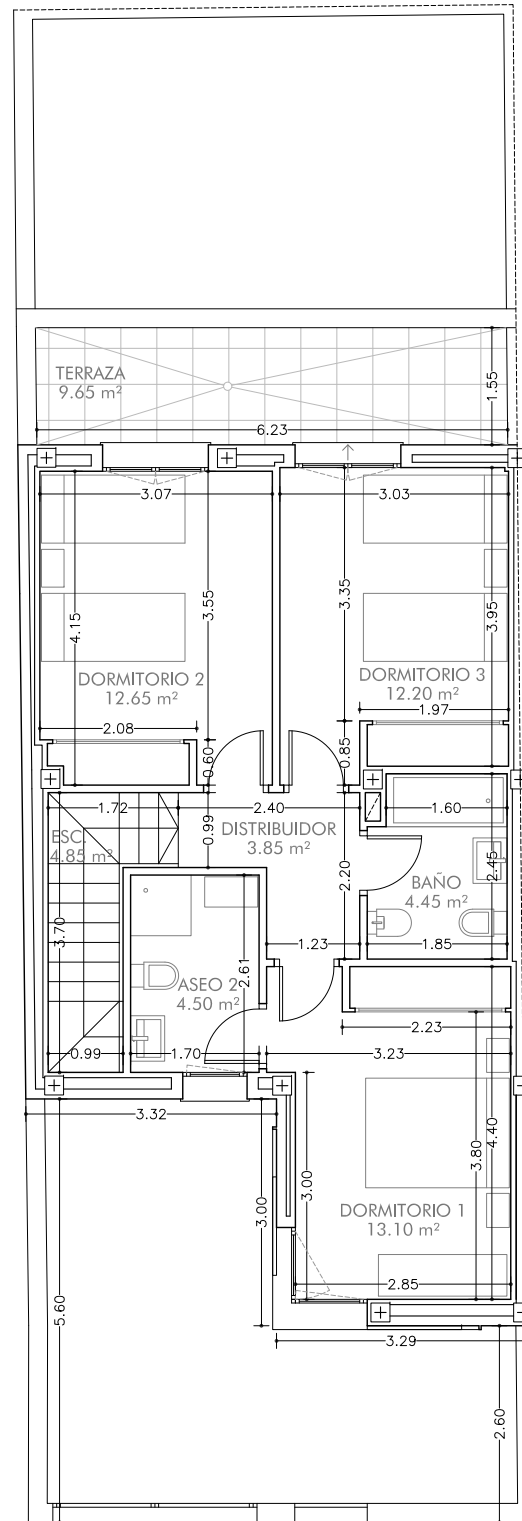 TERRAZA
9.65 m²
1.55
6.23
3.07
3.03
4.15
3.55
3.35
3.95
DORMITORIO 2
12.65 m²
DORMITORIO 3
12.20 m²
1.97
2.08
0.60
0.85
1.72
2.40
1.60
ESC.
4.85 m²
0.99
DISTRIBUIDOR
3.85 m²
2.20
2.45
BAÑO
4.45 m²
3.70
2.61
1.23
1.85
ASEO 2
4.50 m²
2.23
0.99
1.70
3.23
3.32
3.00
3.00
3.80
4.40
DORMITORIO 1
13.10 m²
2.85
5.60
3.29
2.60